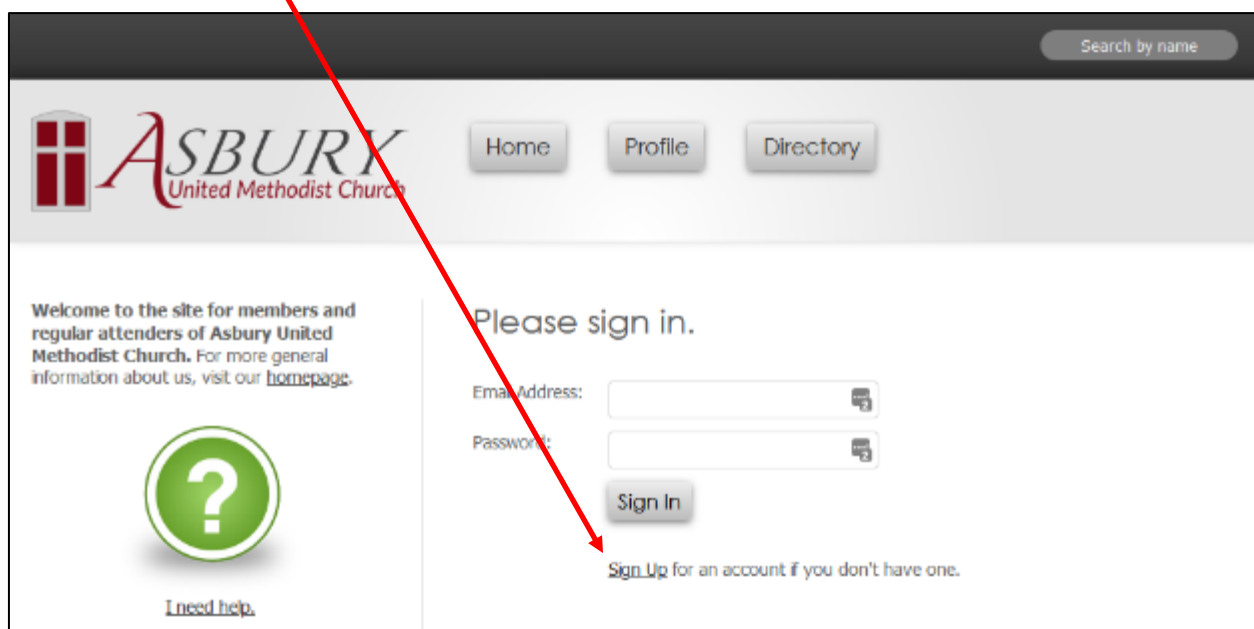 Search by name
ASBURY
United Methodist Church
Home
Profile
Directory
Welcome to the site for members and
regular attenders of Asbury United
Methodist Church. For more general
information about us, visit our homepage.
I need help.
Please sign in.
Email Address:
Password:
Sign In
Sign Up for an account if you don't have one.